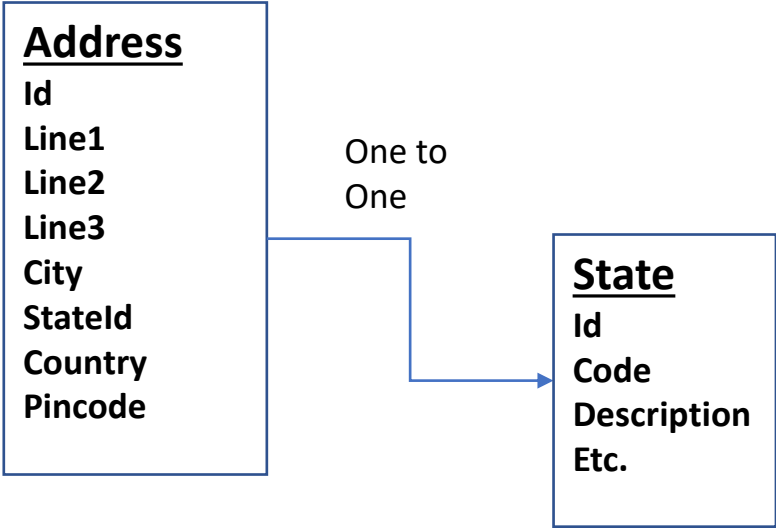 Address
Id
Line1
Line2
Line3
City
StateId
Country
Pincode
One to
One
State
Id
Code
Description
Etc.